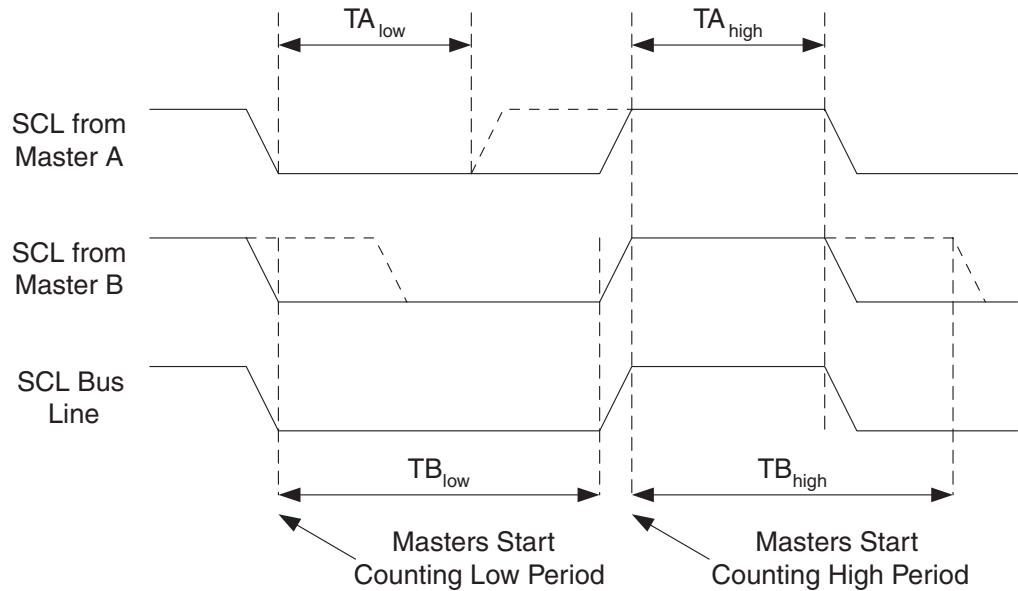 TA low
TA high
SCL from
Master A
SCL from
Master B
SCL Bus
Line
TB low
TB high
Masters Start
Counting Low Period
Masters Start
Counting High Period